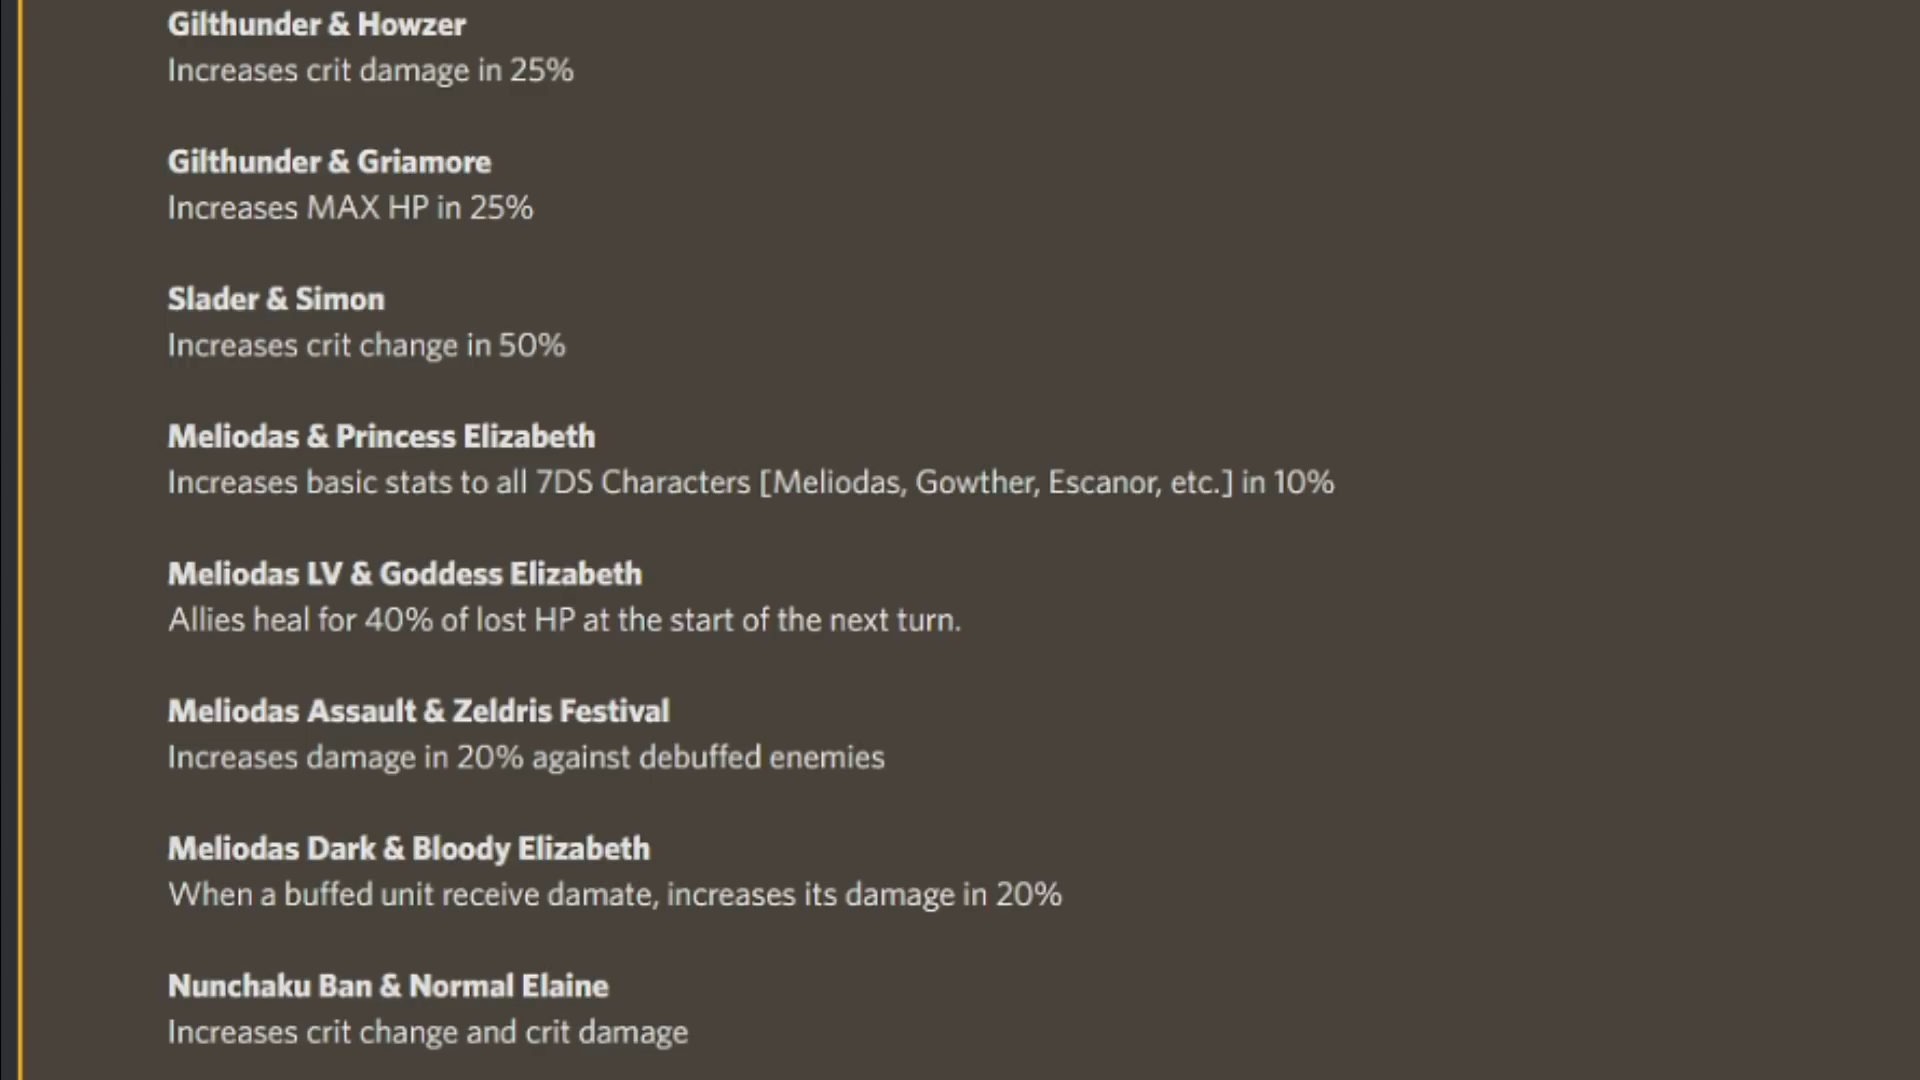 Gilthunder & Howzer
Increases crit damage in 25%
Gilthunder & Griamore
Increases MAX HP in 25%
Slader & Simon
Increases crit change in 50%
Meliodas & Princess Elizabeth
Increases basic stats to all 7DS Characters [Meliodas, Gowther, Escanor, etc.] in 10%
Meliodas LV & Goddess Elizabeth
Allies heal for 40% of lost HP at the start of the next turn.
Meliodas Assault & Zeldris Festival
Increases damage in 20% against debuffed enemies
Meliodas Dark & Bloody Elizabeth
When a buffed unit receive damate, increases its damage in 20%
Nunchaku Ban & Normal Elaine
Increases crit change and crit damage